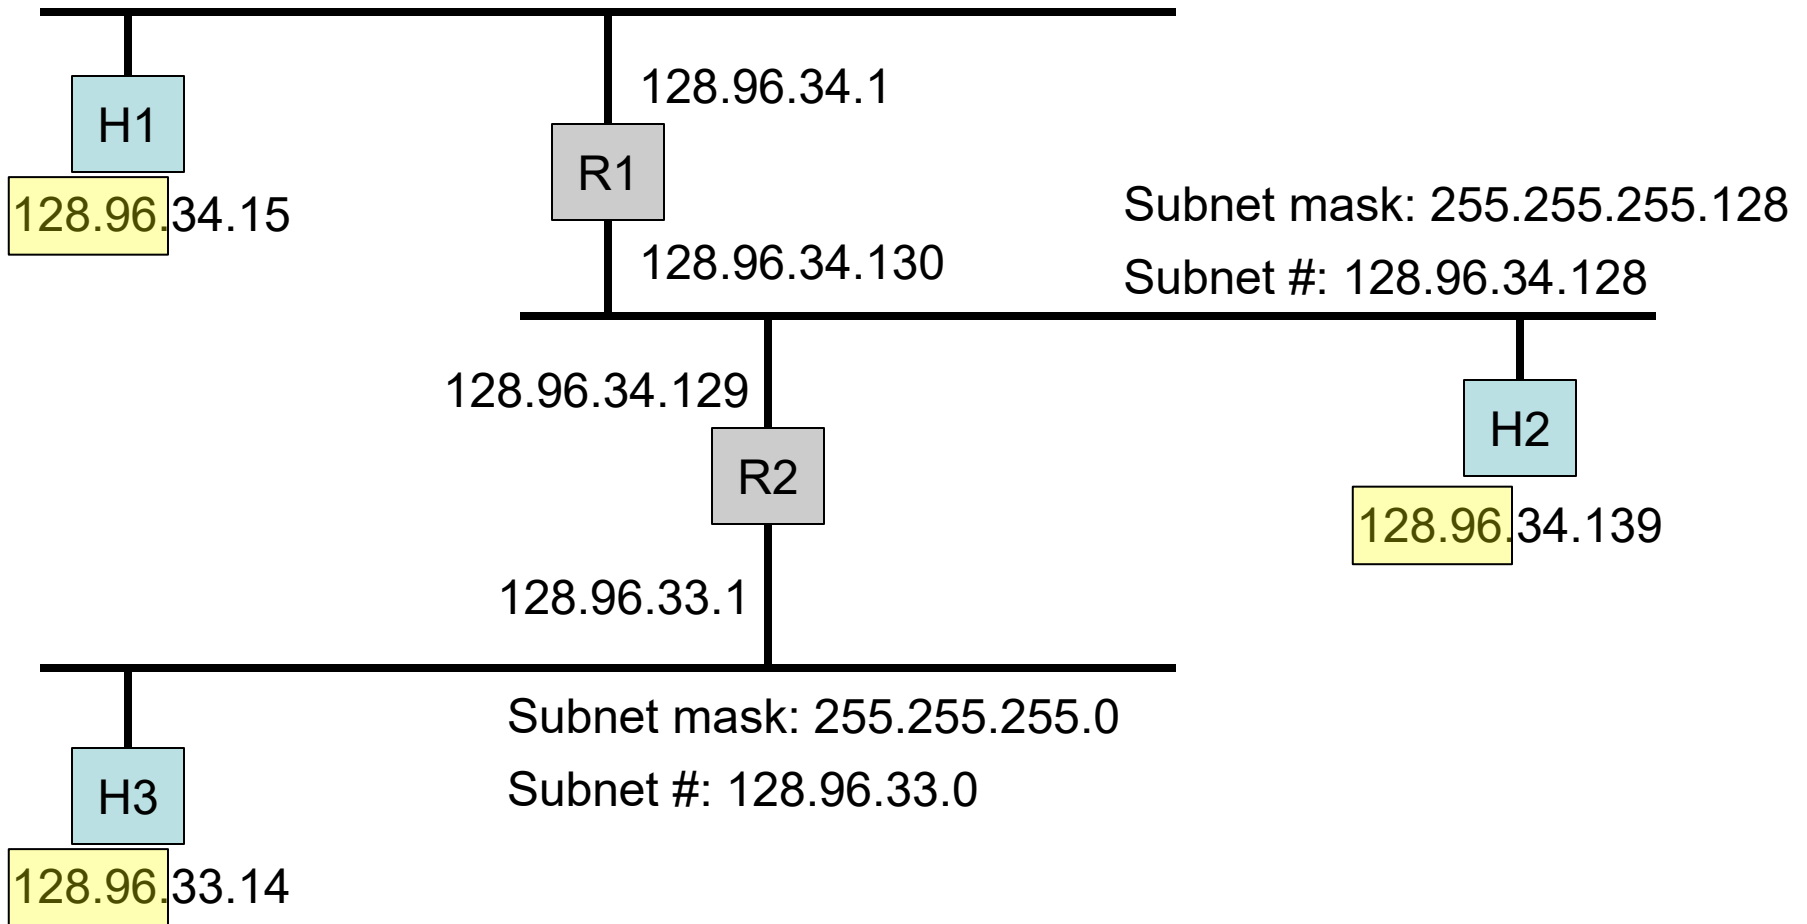 128.96.34.1
H1
R1
128.96.34.15
Subnet mask: 255.255.255.128
128.96.34.130
Subnet #: 128.96.34.128
128.96.34.129
H2
R2
128.96.34.139
128.96.33.1
Subnet mask: 255.255.255.0
Subnet #: 128.96.33.0
H3
128.96.33.14